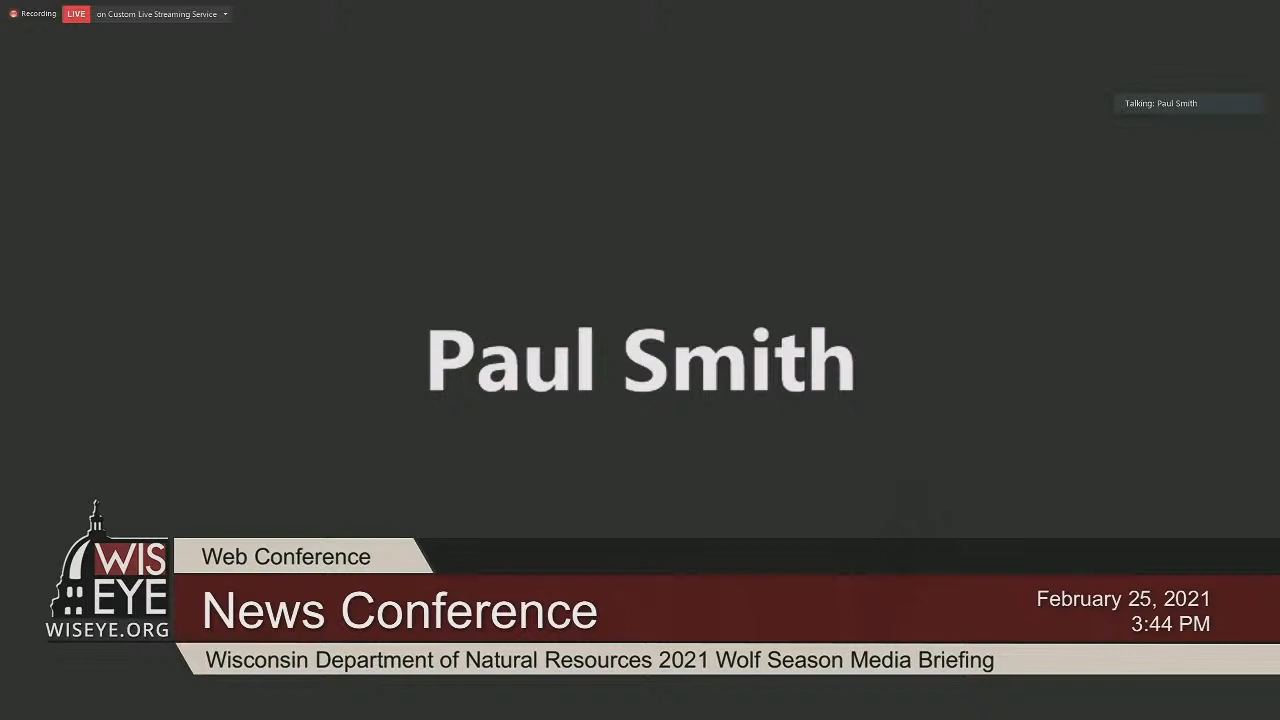 Recording LIVE on Custom Live Streaming Service
Talking: Paul Smith
Paul Smith
WIS
EYE
WISEYE.ORG
Web Conference
News Conference
February 25, 2021
3:44 PM
Wisconsin Department of Natural Resources 2021 Wolf Season Media Briefing